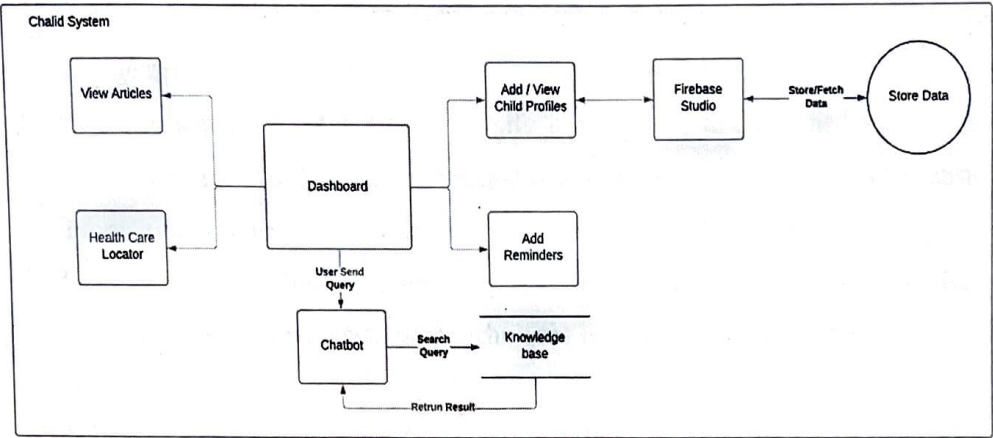 Chalid System
View Articles
Add / View
Child Profiles
Firebase
Studio
Store/Fetch
Data
Store Data
Dashboard
Health Care
Locator
Add
Reminders
User Send
Query
Chatbot
Search
Query
Knowledge
base
Retrun Result